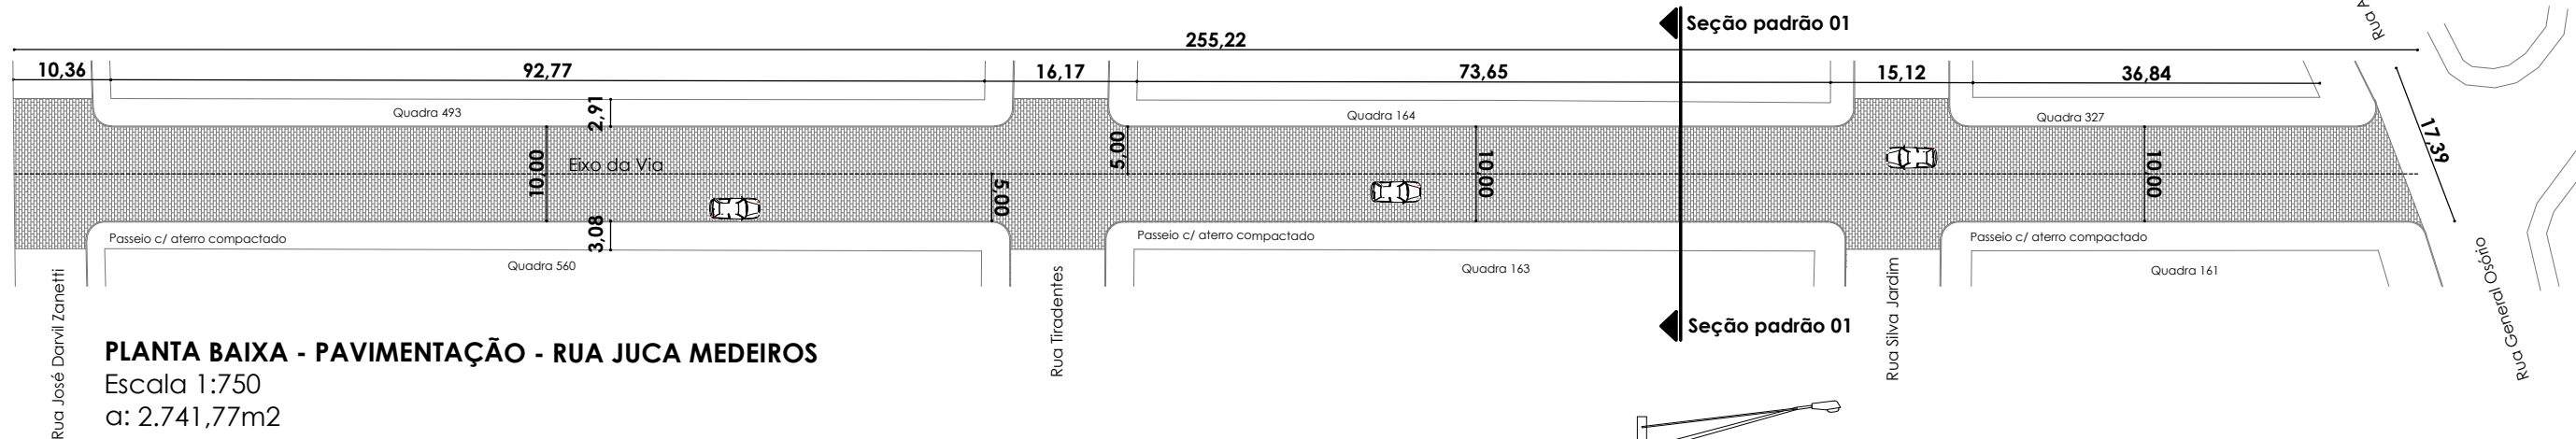 Seção padrão 01
Rua A
255,22
10,36
92,77
16,17
73,65
15,12
36,84
Quadra 493
2,91
Quadra 164
Quadra 327
17,39
10,00
Eixo da Via
5,00
5,00
10,00
10,00
3,08
Passeio c/ aterro compactado
Passeio c/ aterro compactado
Passeio c/ aterro compactado
Quadra 560
Quadra 163
Quadra 161
Rua José Darvil Zanetti
Rua Tiradentes
Rua Silva Jardim
Rua General Osório
Seção padrão 01
PLANTA BAIXA - PAVIMENTAÇÃO - RUA JUCA MEDEIROS
Escala 1:750
a: 2.741,77m2